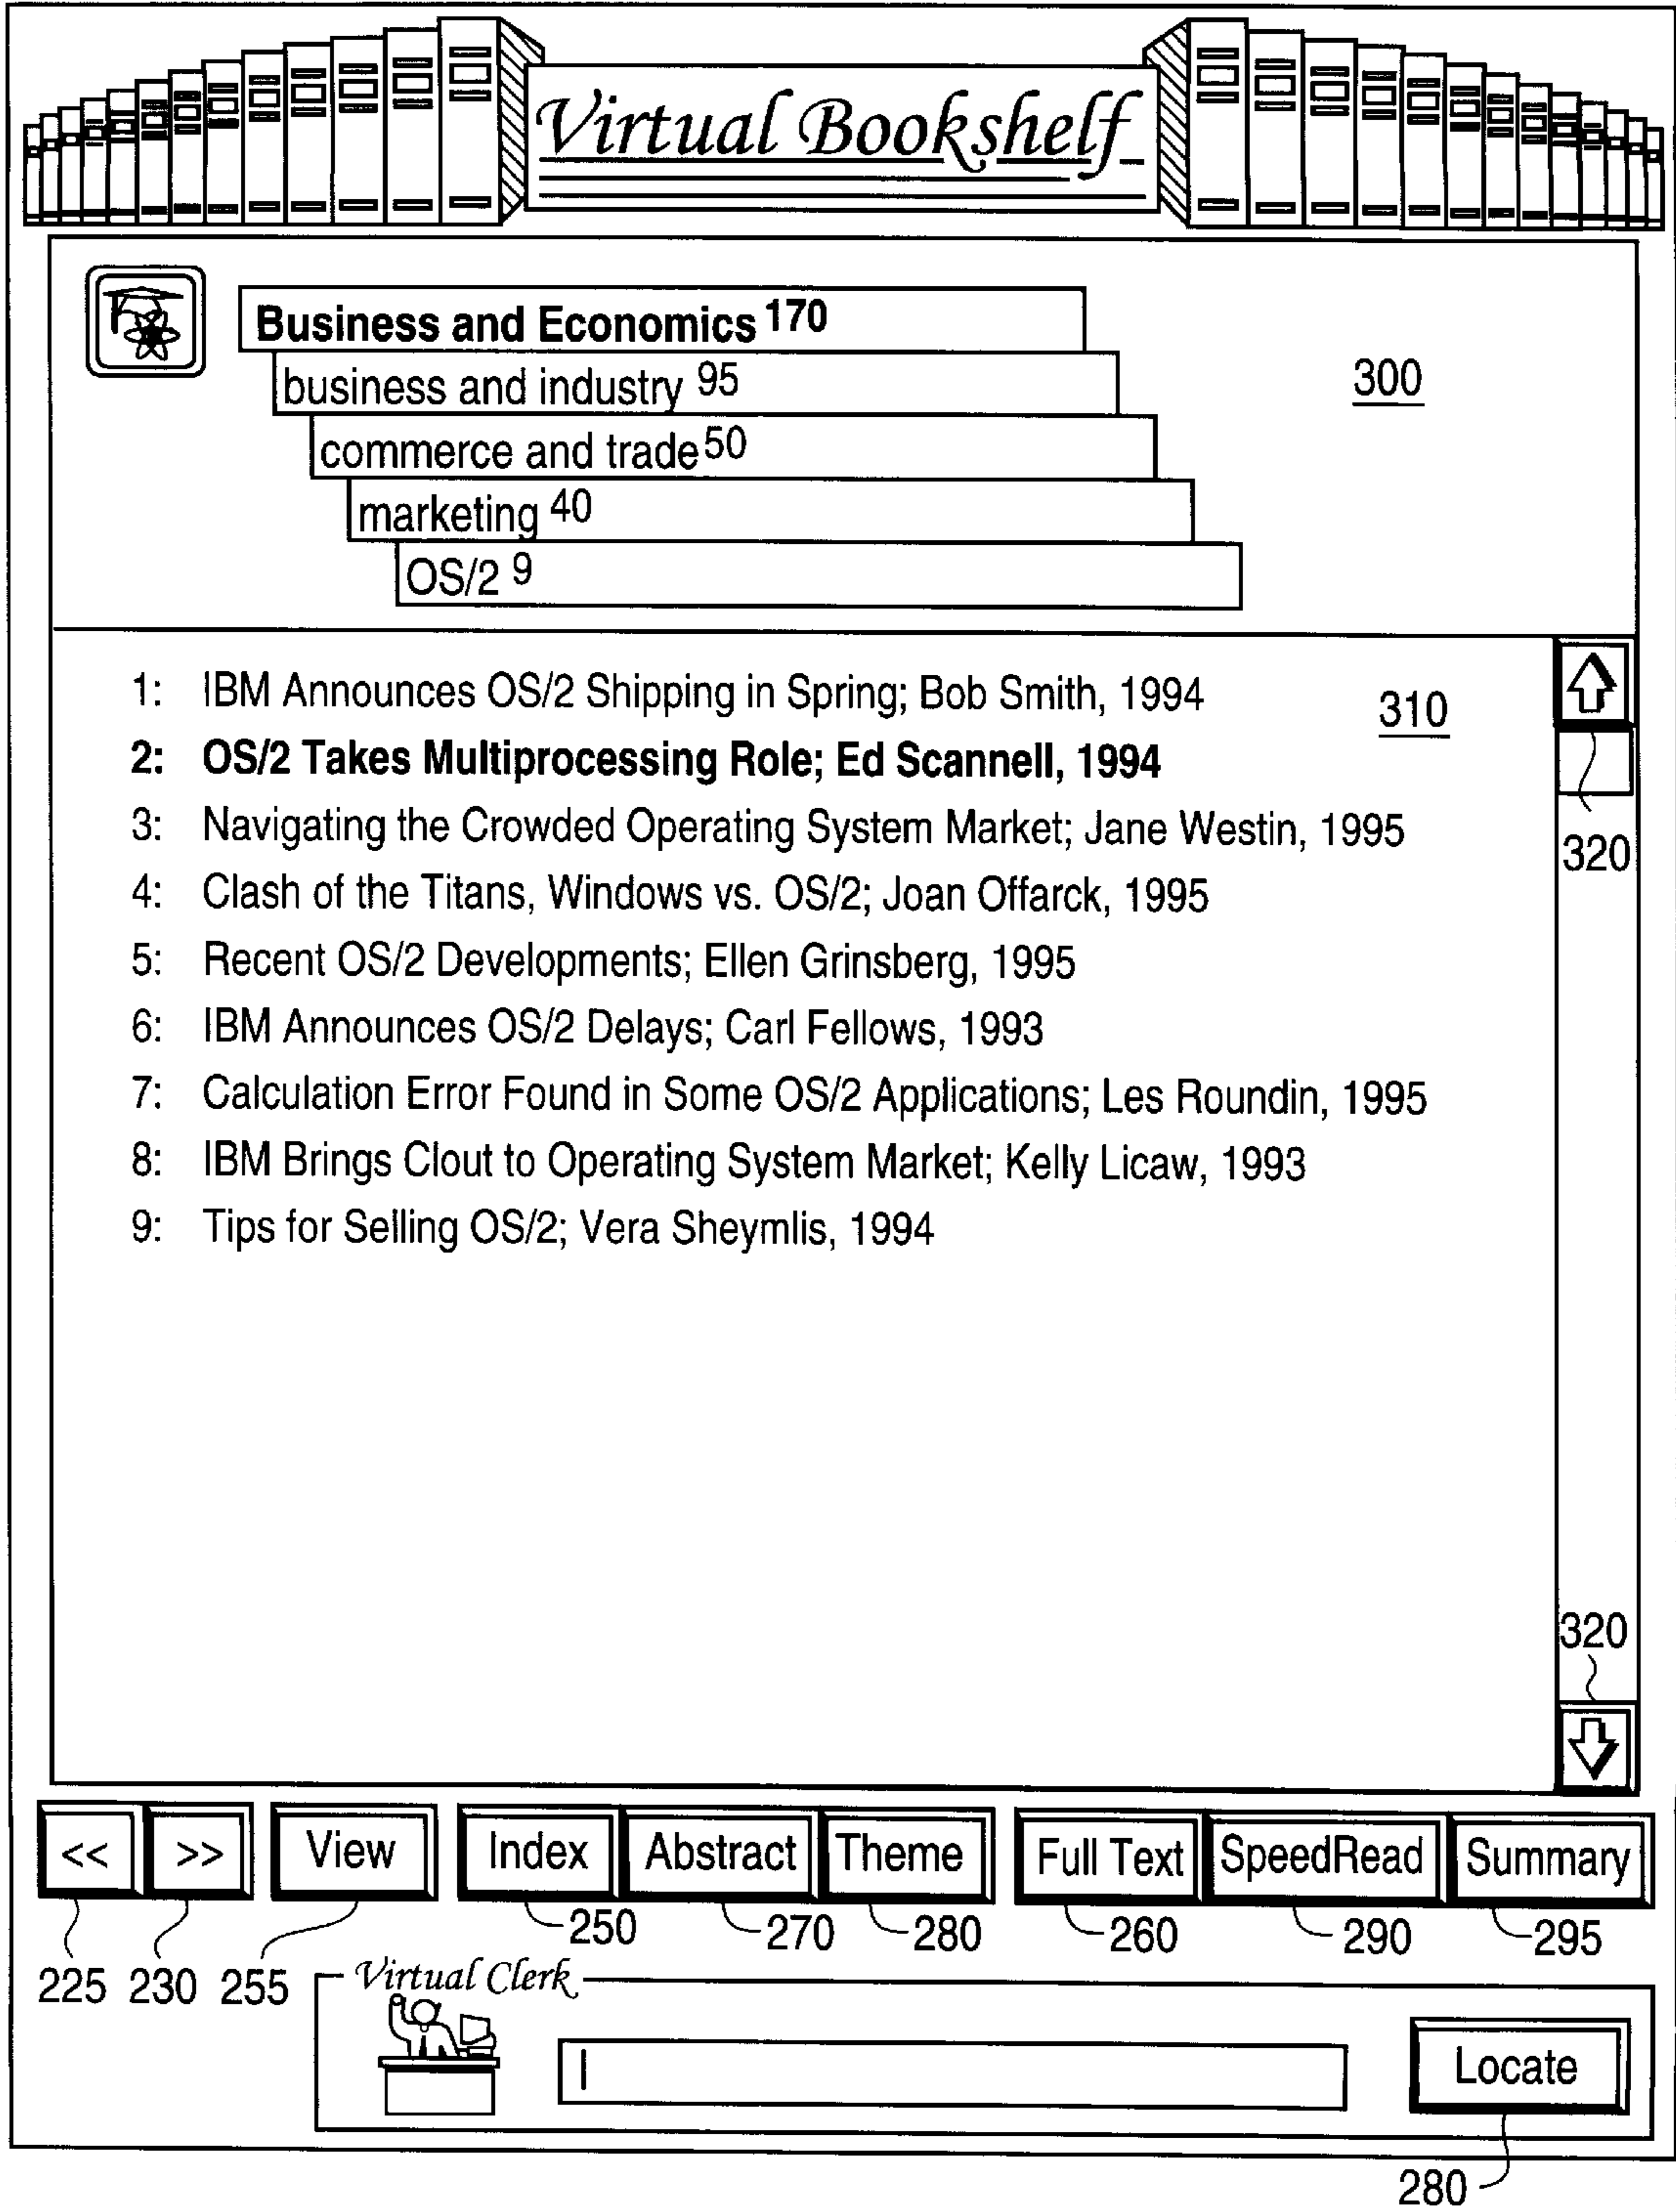 Virtual Bookshelf
Business and Economics 170
business and industry 95
300
commerce and trade 50
marketing 40
OS/2 9
1: IBM Announces OS/2 Shipping in Spring; Bob Smith, 1994
310
2: OS/2 Takes Multiprocessing Role; Ed Scannell, 1994
3: Navigating the Crowded Operating System Market; Jane Westin, 1995
320
4: Clash of the Titans, Windows vs. OS/2; Joan Offarck, 1995
5: Recent OS/2 Developments; Ellen Grinsberg, 1995
6: IBM Announces OS/2 Delays; Carl Fellows, 1993
7: Calculation Error Found in Some OS/2 Applications; Les Roundin, 1995
8: IBM Brings Clout to Operating System Market; Kelly Licaw, 1993
9: Tips for Selling OS/2; Vera Sheymlis, 1994
320
<< >> View Index Abstract Theme Full Text SpeedRead Summary
250 270 280 260 290 295
225 230 255
Virtual Clerk
Locate
280